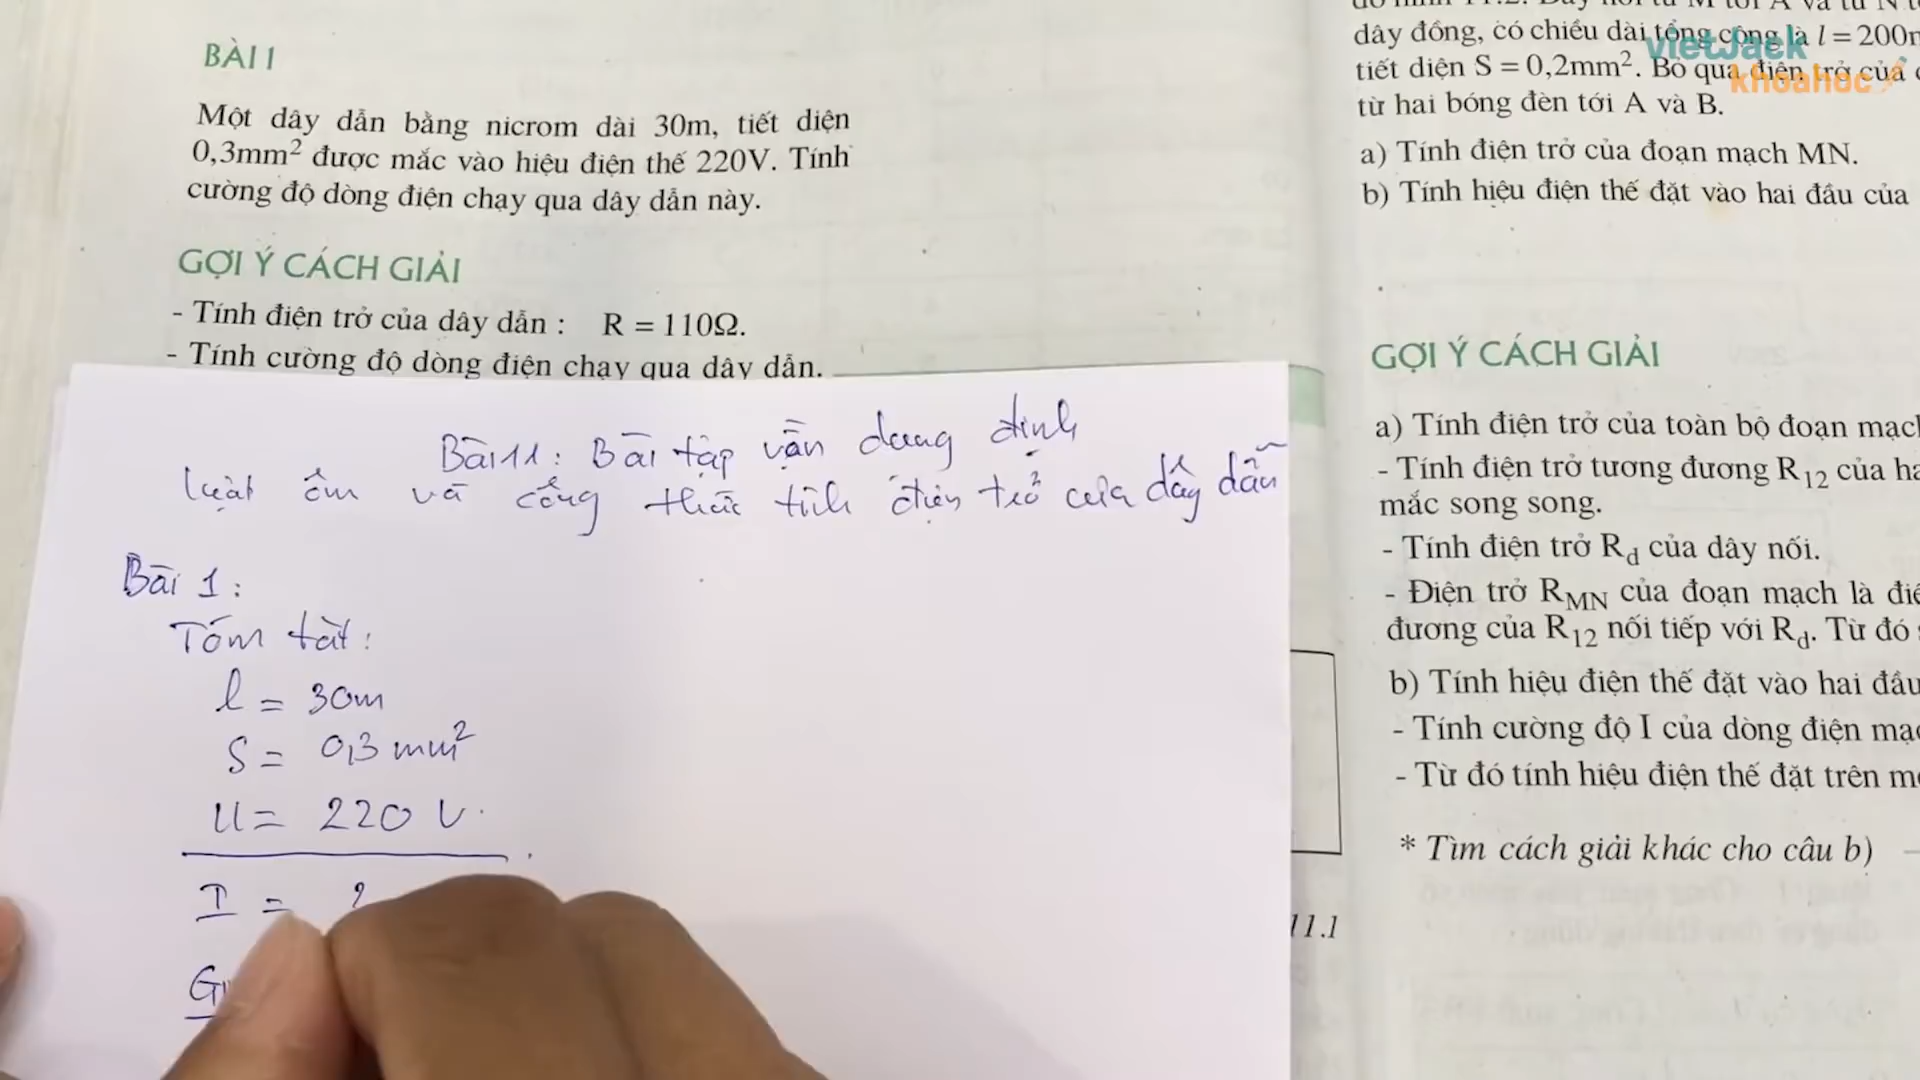 BÀI 1
Một dây dẫn bằng nicrom dài 30m, tiết diện
0,3mm² được mắc vào hiệu điện thế 220V. Tính
cường độ dòng điện chạy qua dây dẫn này.
GỢI Ý CÁCH GIẢI
- Tính điện trở của dây dẫn : R = 110Ω.
- Tính cường độ dòng điện chạy qua dây dẫn.
Bài 11: Bài tập vận dụng định
luật ôm và công thức tính điện trở của dây dẫn
Bài 1:
Tóm tắt:
l = 30m
S = 0,3 mm²
U = 220 V.
I = ?
dây đồng, có chiều dài tổng cộng là l = 200
tiết diện S = 0,2mm². Bỏ qua điện trở của
từ hai bóng đèn tới A và B.
a) Tính điện trở của đoạn mạch MN.
b) Tính hiệu điện thế đặt vào hai đầu của
GỢI Ý CÁCH GIẢI
a) Tính điện trở của toàn bộ đoạn mạc
- Tính điện trở tương đương R₁₂ của ha
mắc song song.
- Tính điện trở Rd của dây nối.
- Điện trở RMN của đoạn mạch là điệ
đương của R₁₂ nối tiếp với Rd. Từ đó
b) Tính hiệu điện thế đặt vào hai đầu
- Tính cường độ I của dòng điện mạ
- Từ đó tính hiệu điện thế đặt trên m
* Tìm cách giải khác cho câu b)
11.1
vietJack
khoahoc